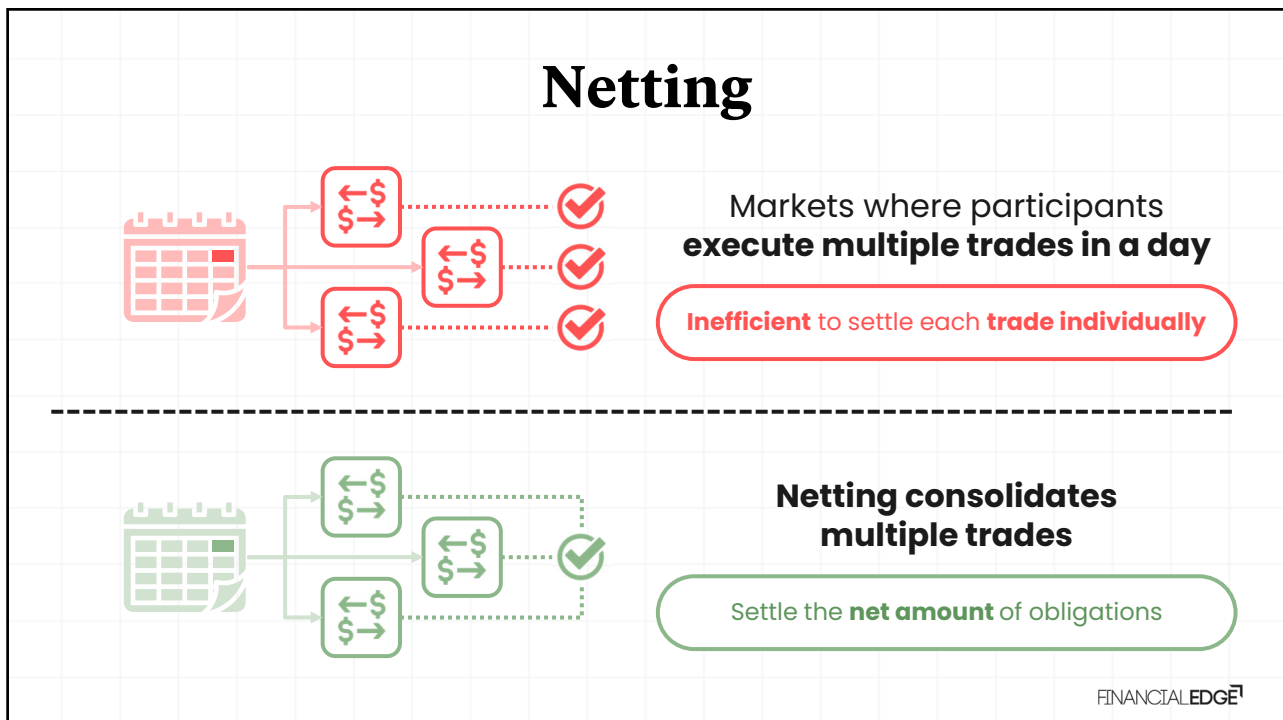 Netting
←$
$→
←$
$→
←$
$→
Markets where participants
execute multiple trades in a day
Inefficient to settle each trade individually
←$
$→
←$
$→
←$
$→
Netting consolidates
multiple trades
Settle the net amount of obligations
FINANCIALEDGE